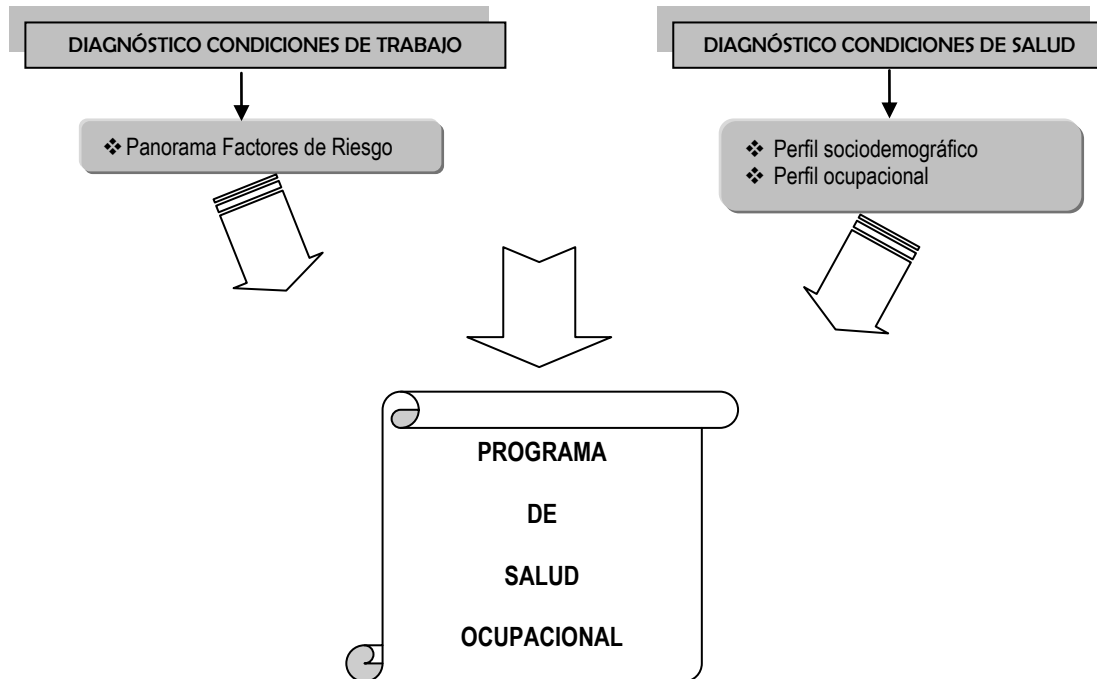 DIAGNÓSTICO CONDICIONES DE TRABAJO
❖ Panorama Factores de Riesgo
DIAGNÓSTICO CONDICIONES DE SALUD
❖ Perfil sociodemográfico
❖ Perfil ocupacional
PROGRAMA
DE
SALUD
OCUPACIONAL